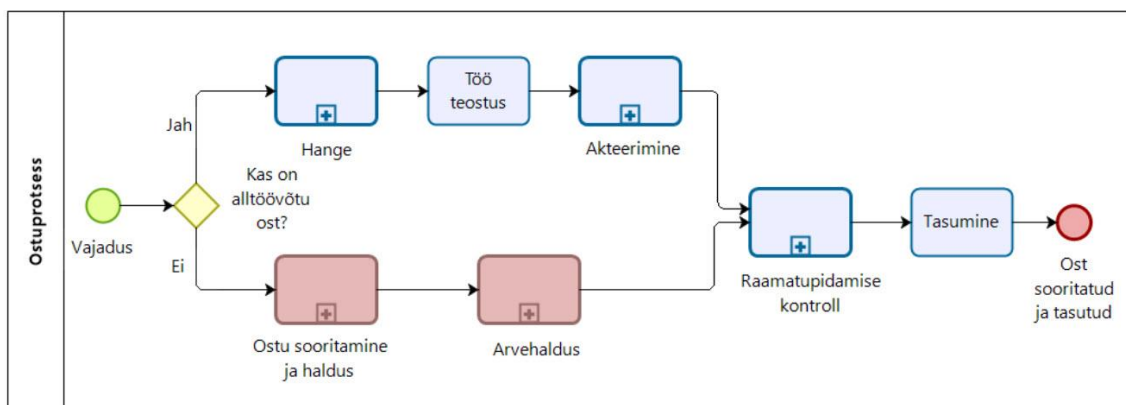 Ostuprotsess
Vajadus
Kas on
alltöövõtu
ost?
Jah
Ei
Hange
Töö
teostus
Akteerimine
Ostu sooritamine
ja haldus
Arvehaldus
Raamatupidamise
kontroll
Tasumine
Ost
sooritatud
ja tasutud